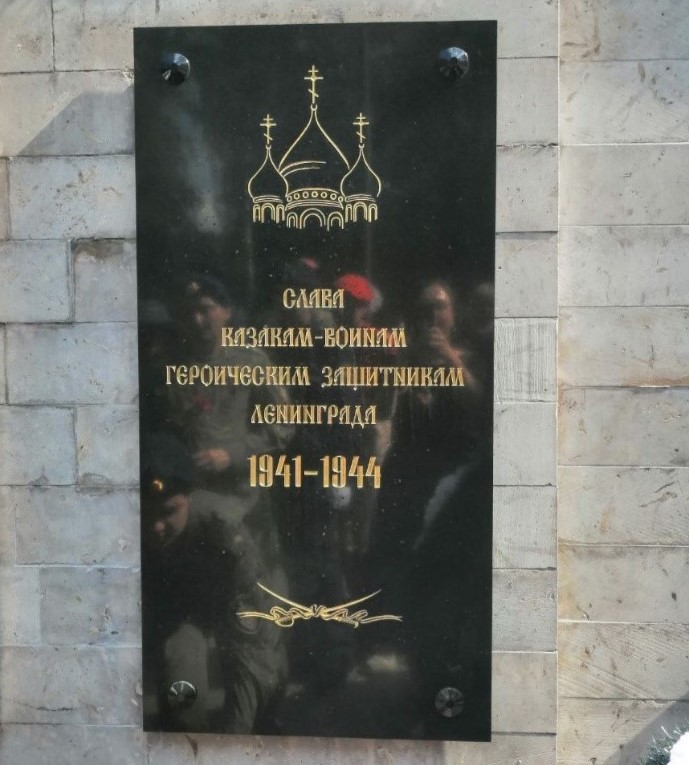 СЛАВА
КАЗАКАМ-ВОИНАМ
ГЕРОИЧЕСКИМ ЗАЩИТНИКАМ
ЛЕНИНГРАДА
1941-1944